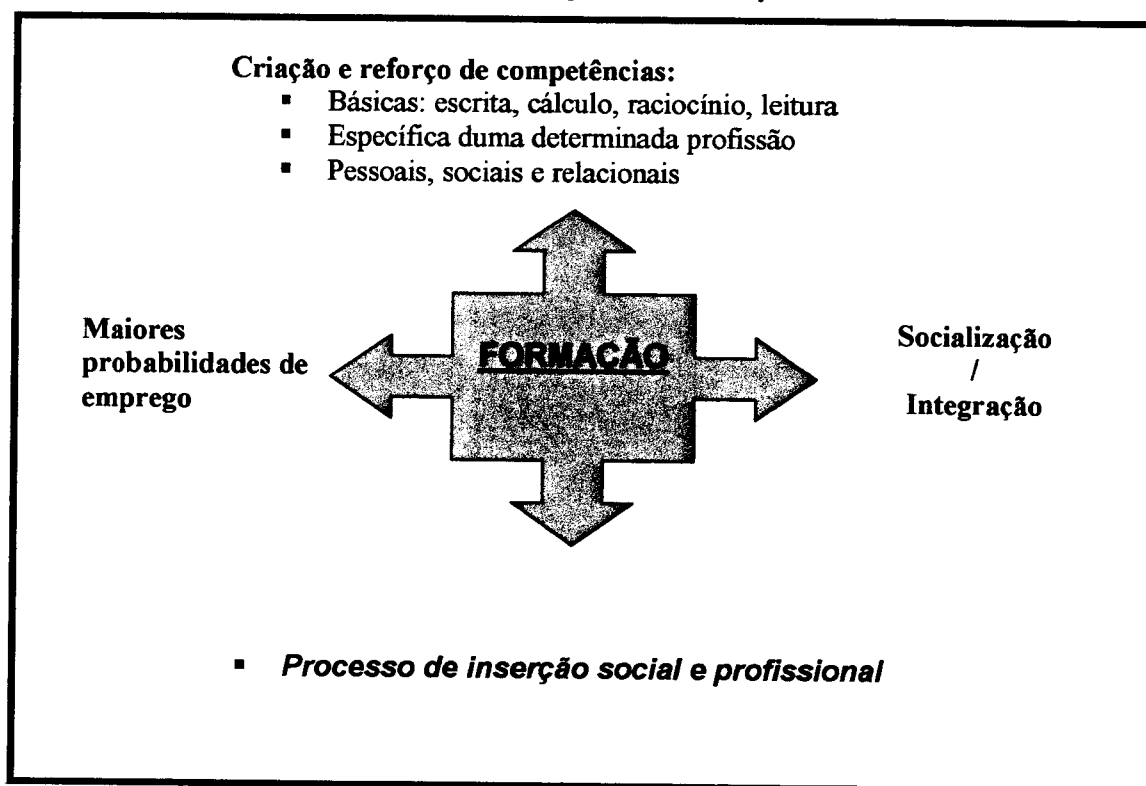 Criação e reforço de competências:
▪ Básicas: escrita, cálculo, raciocínio, leitura
▪ Específica duma determinada profissão
▪ Pessoais, sociais e relacionais
FORMAÇÃO
Maiores
probabilidades de
emprego
Socialização
/
Integração
▪ Processo de inserção social e profissional